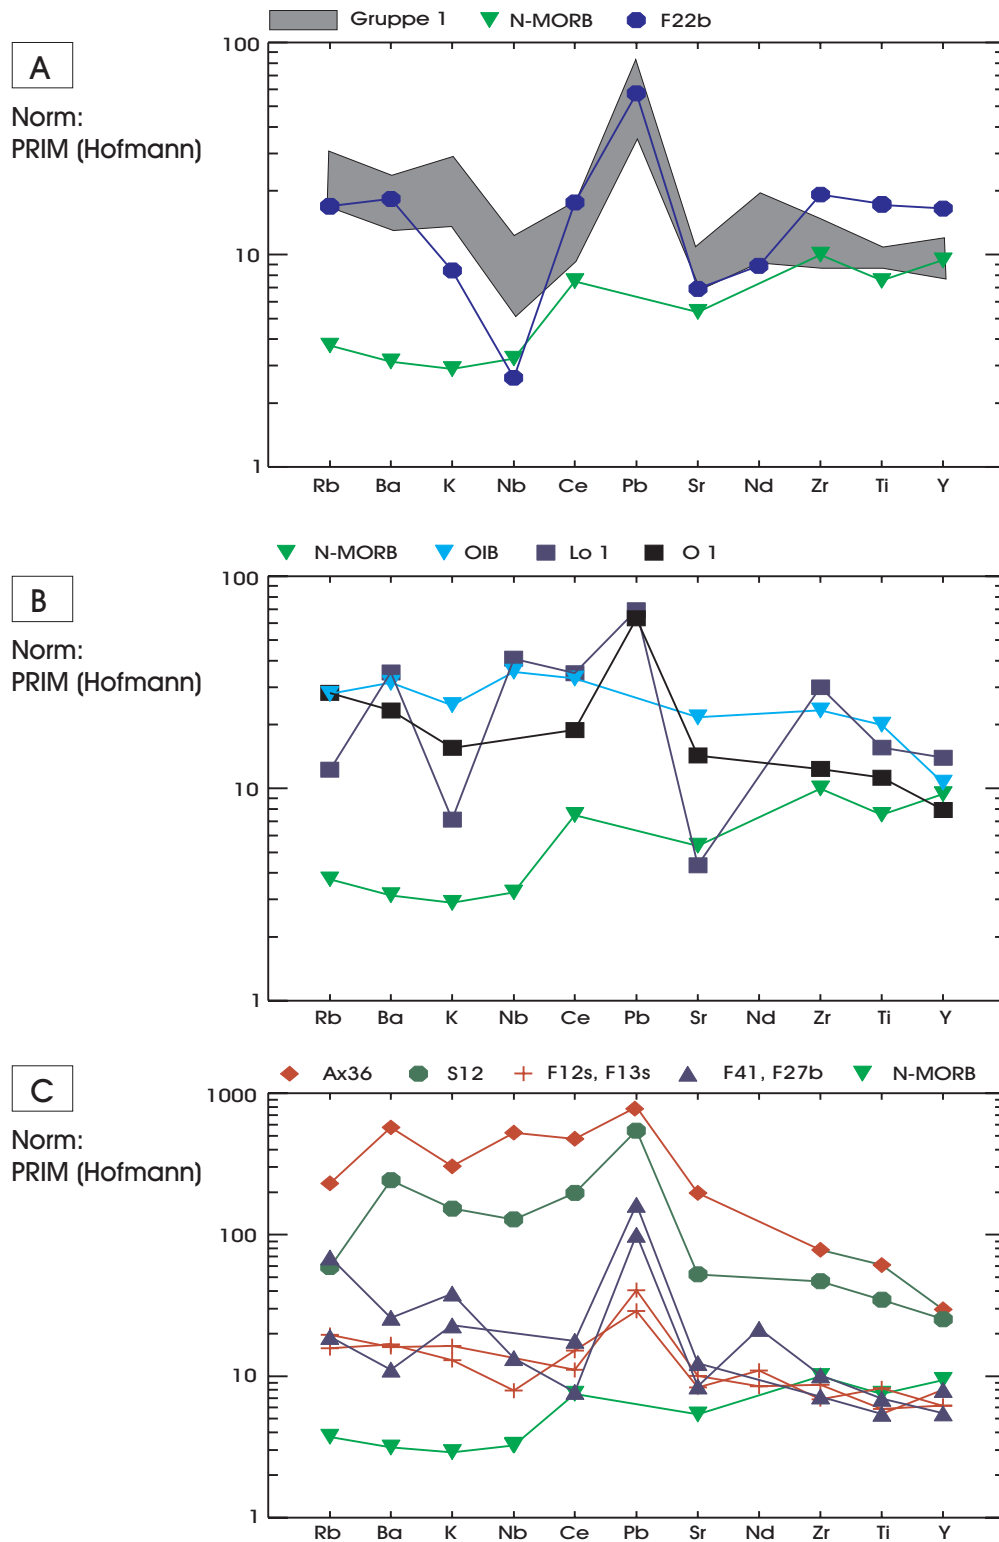 Gruppe 1 N-MORB F22b
A
Norm:
PRIM (Hofmann)
100
10
1
Rb Ba K Nb Ce Pb Sr Nd Zr Ti Y
N-MORB OIB Lo 1 O 1
B
Norm:
PRIM (Hofmann)
100
10
1
Rb Ba K Nb Ce Pb Sr Nd Zr Ti Y
Ax36 S12 F12s, F13s F41, F27b N-MORB
C
Norm:
PRIM (Hofmann)
1000
100
10
1
Rb Ba K Nb Ce Pb Sr Nd Zr Ti Y